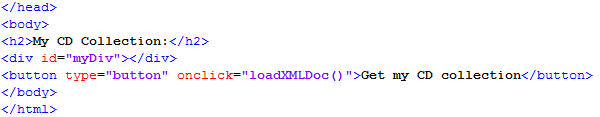 </head>
<body>
<h2>My CD Collection:</h2>
<div id="myDiv"></div>
<button type="button" onclick="loadXMLDoc()">Get my CD collection</button>
</body>
</html>